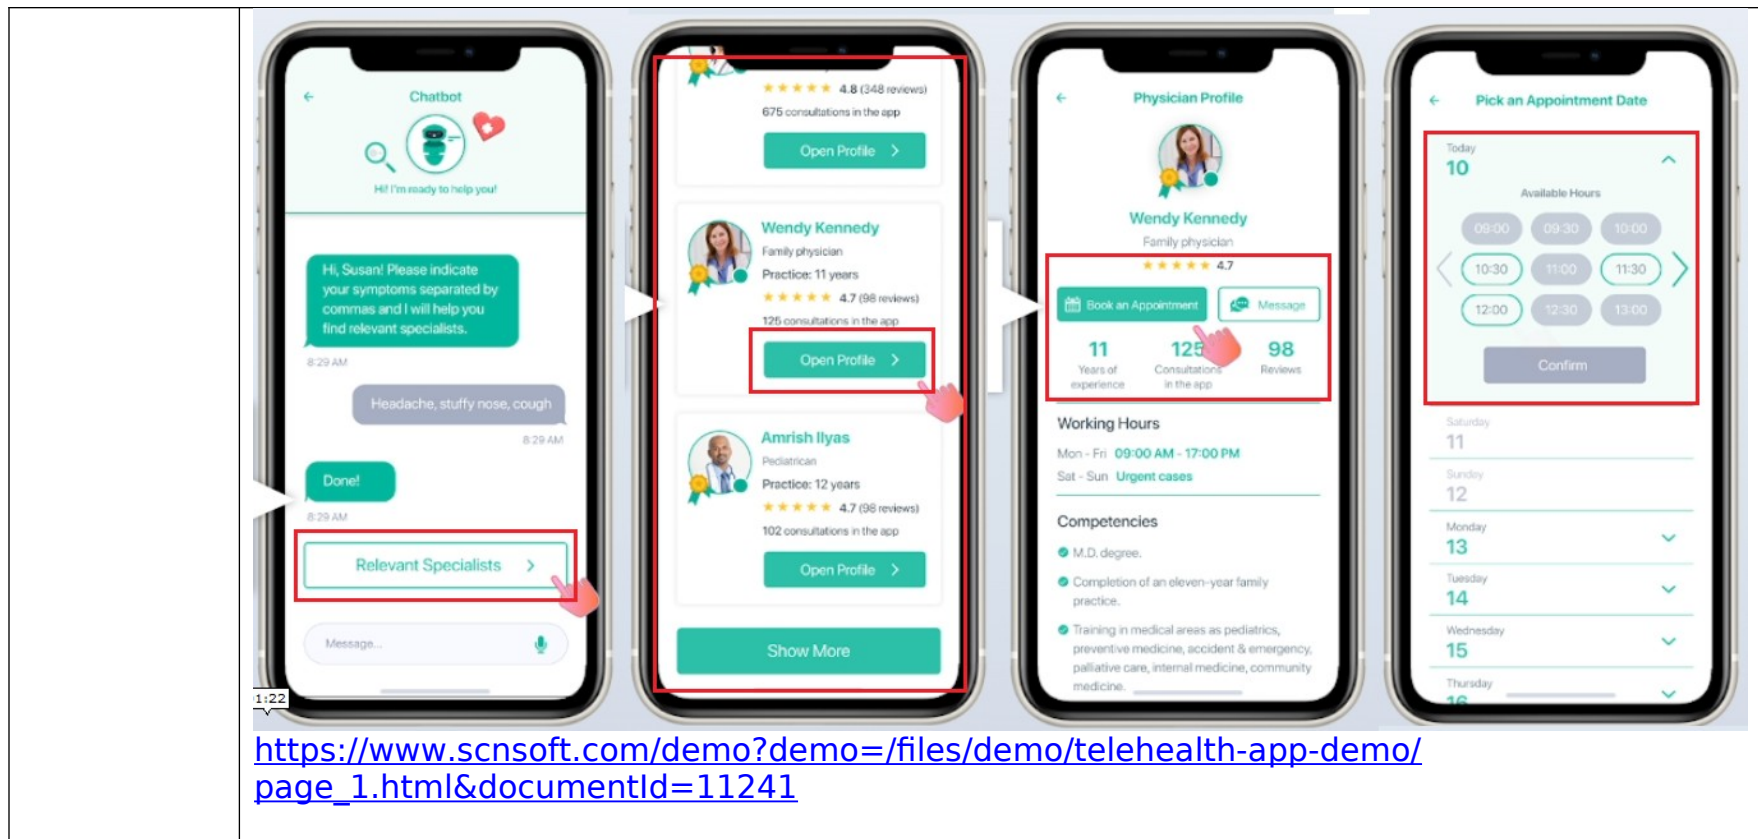 Chatbot
Hi! I'm ready to help you!
Hi, Susan! Please indicate
your symptoms separated by
commas and I will help you
find relevant specialists.
8:29 AM
Headache, stuffy nose, cough
8:29 AM
Done!
8:29 AM
Relevant Specialists
Message...
1:22
4.8 (348 reviews)
675 consultations in the app
Open Profile
Wendy Kennedy
Family physician
Practice: 11 years
4.7 (98 reviews)
125 consultations in the app
Open Profile
Amrish Ilyas
Pediatrican
Practice: 12 years
4.7 (98 reviews)
102 consultations in the app
Open Profile
Show More
Physician Profile
Wendy Kennedy
Family physician
4.7
Book an Appointment Message
11 125 98
Years of experience Consultations in the app Reviews
Working Hours
Mon - Fri 09:00 AM - 17:00 PM
Sat - Sun Urgent cases
Competencies
M.D. degree.
Completion of an eleven-year family
practice.
Training in medical areas as pediatrics,
preventive medicine, accident & emergency,
palliative care, internal medicine, community
medicine.
Pick an Appointment Date
Today
10
Available Hours
09:00 09:30 10:00
10:30 11:00 11:30
12:00 12:30 13:00
Confirm
Saturday
11
Sunday
12
Monday
13
Tuesday
14
Wednesday
15
Thursday
16
https://www.scnsoft.com/demo?demo=/files/demo/telehealth-app-demo/
page_1.html&documentId=11241